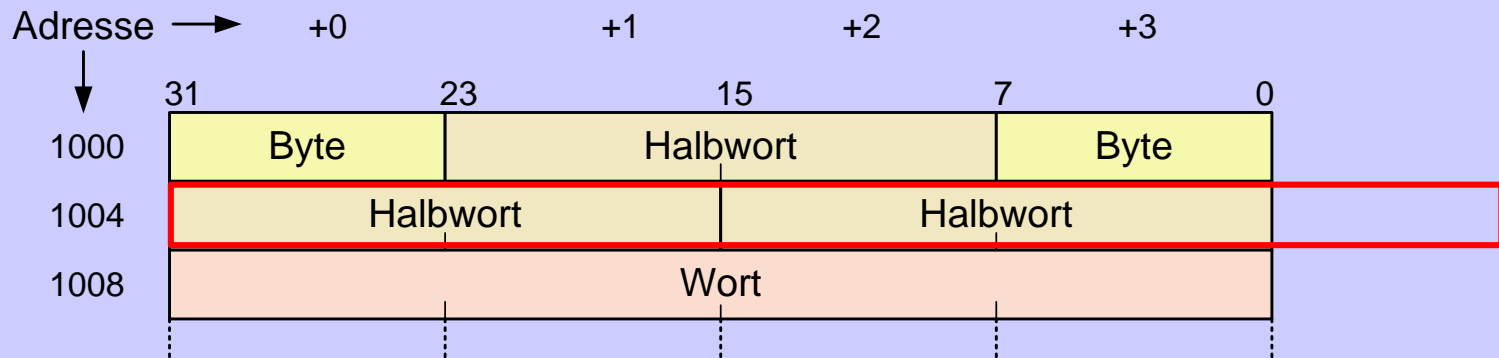 Adresse +0 +1 +2 +3
31 23 15 7 0
1000 Byte Halbwort Byte
1004 Halbwort Halbwort
1008 Wort